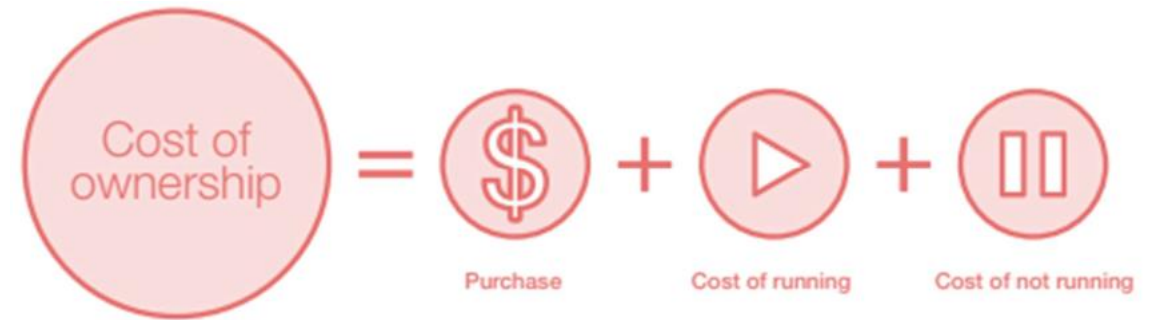 Cost of
ownership
=
$
+
+
Purchase
Cost of running
Cost of not running